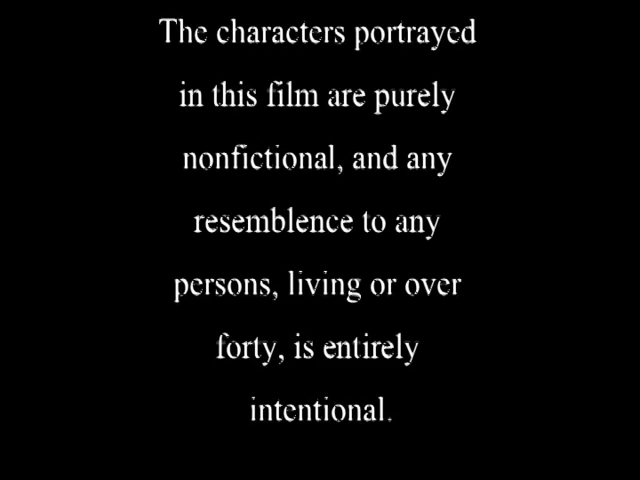 The characters portrayed
in this film are purely
nonfictional, and any
resemblence to any
persons, living or over
forty, is entirely
intentional.